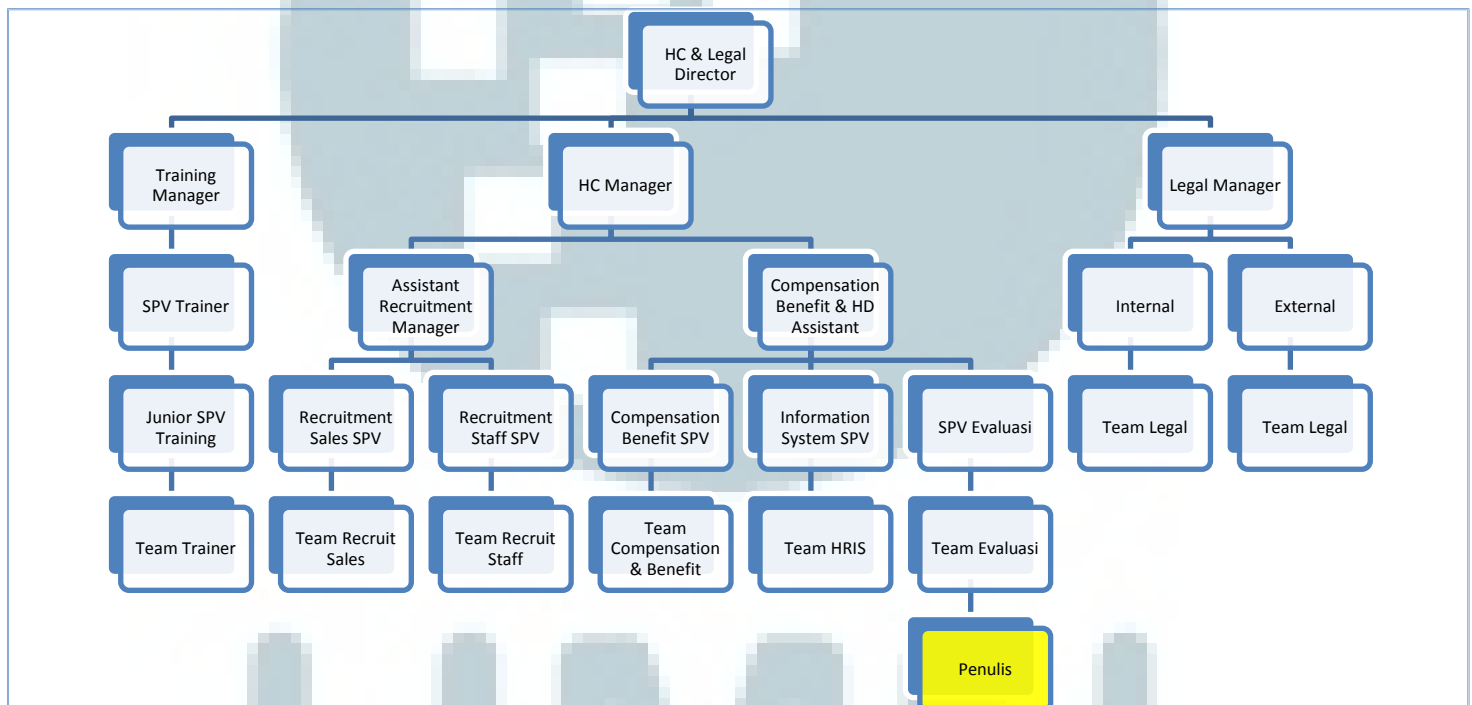 HC & Legal
Director
Training
Manager
HC Manager
Legal Manager
SPV Trainer
Assistant
Recruitment
Manager
Compensation
Benefit & HD
Assistant
Internal
External
Junior SPV
Training
Recruitment
Sales SPV
Recruitment
Staff SPV
Compensation
Benefit SPV
Information
System SPV
SPV Evaluasi
Team Legal
Team Legal
Team Trainer
Team Recruit
Sales
Team Recruit
Staff
Team
Compensation
& Benefit
Team HRIS
Team Evaluasi
Penulis